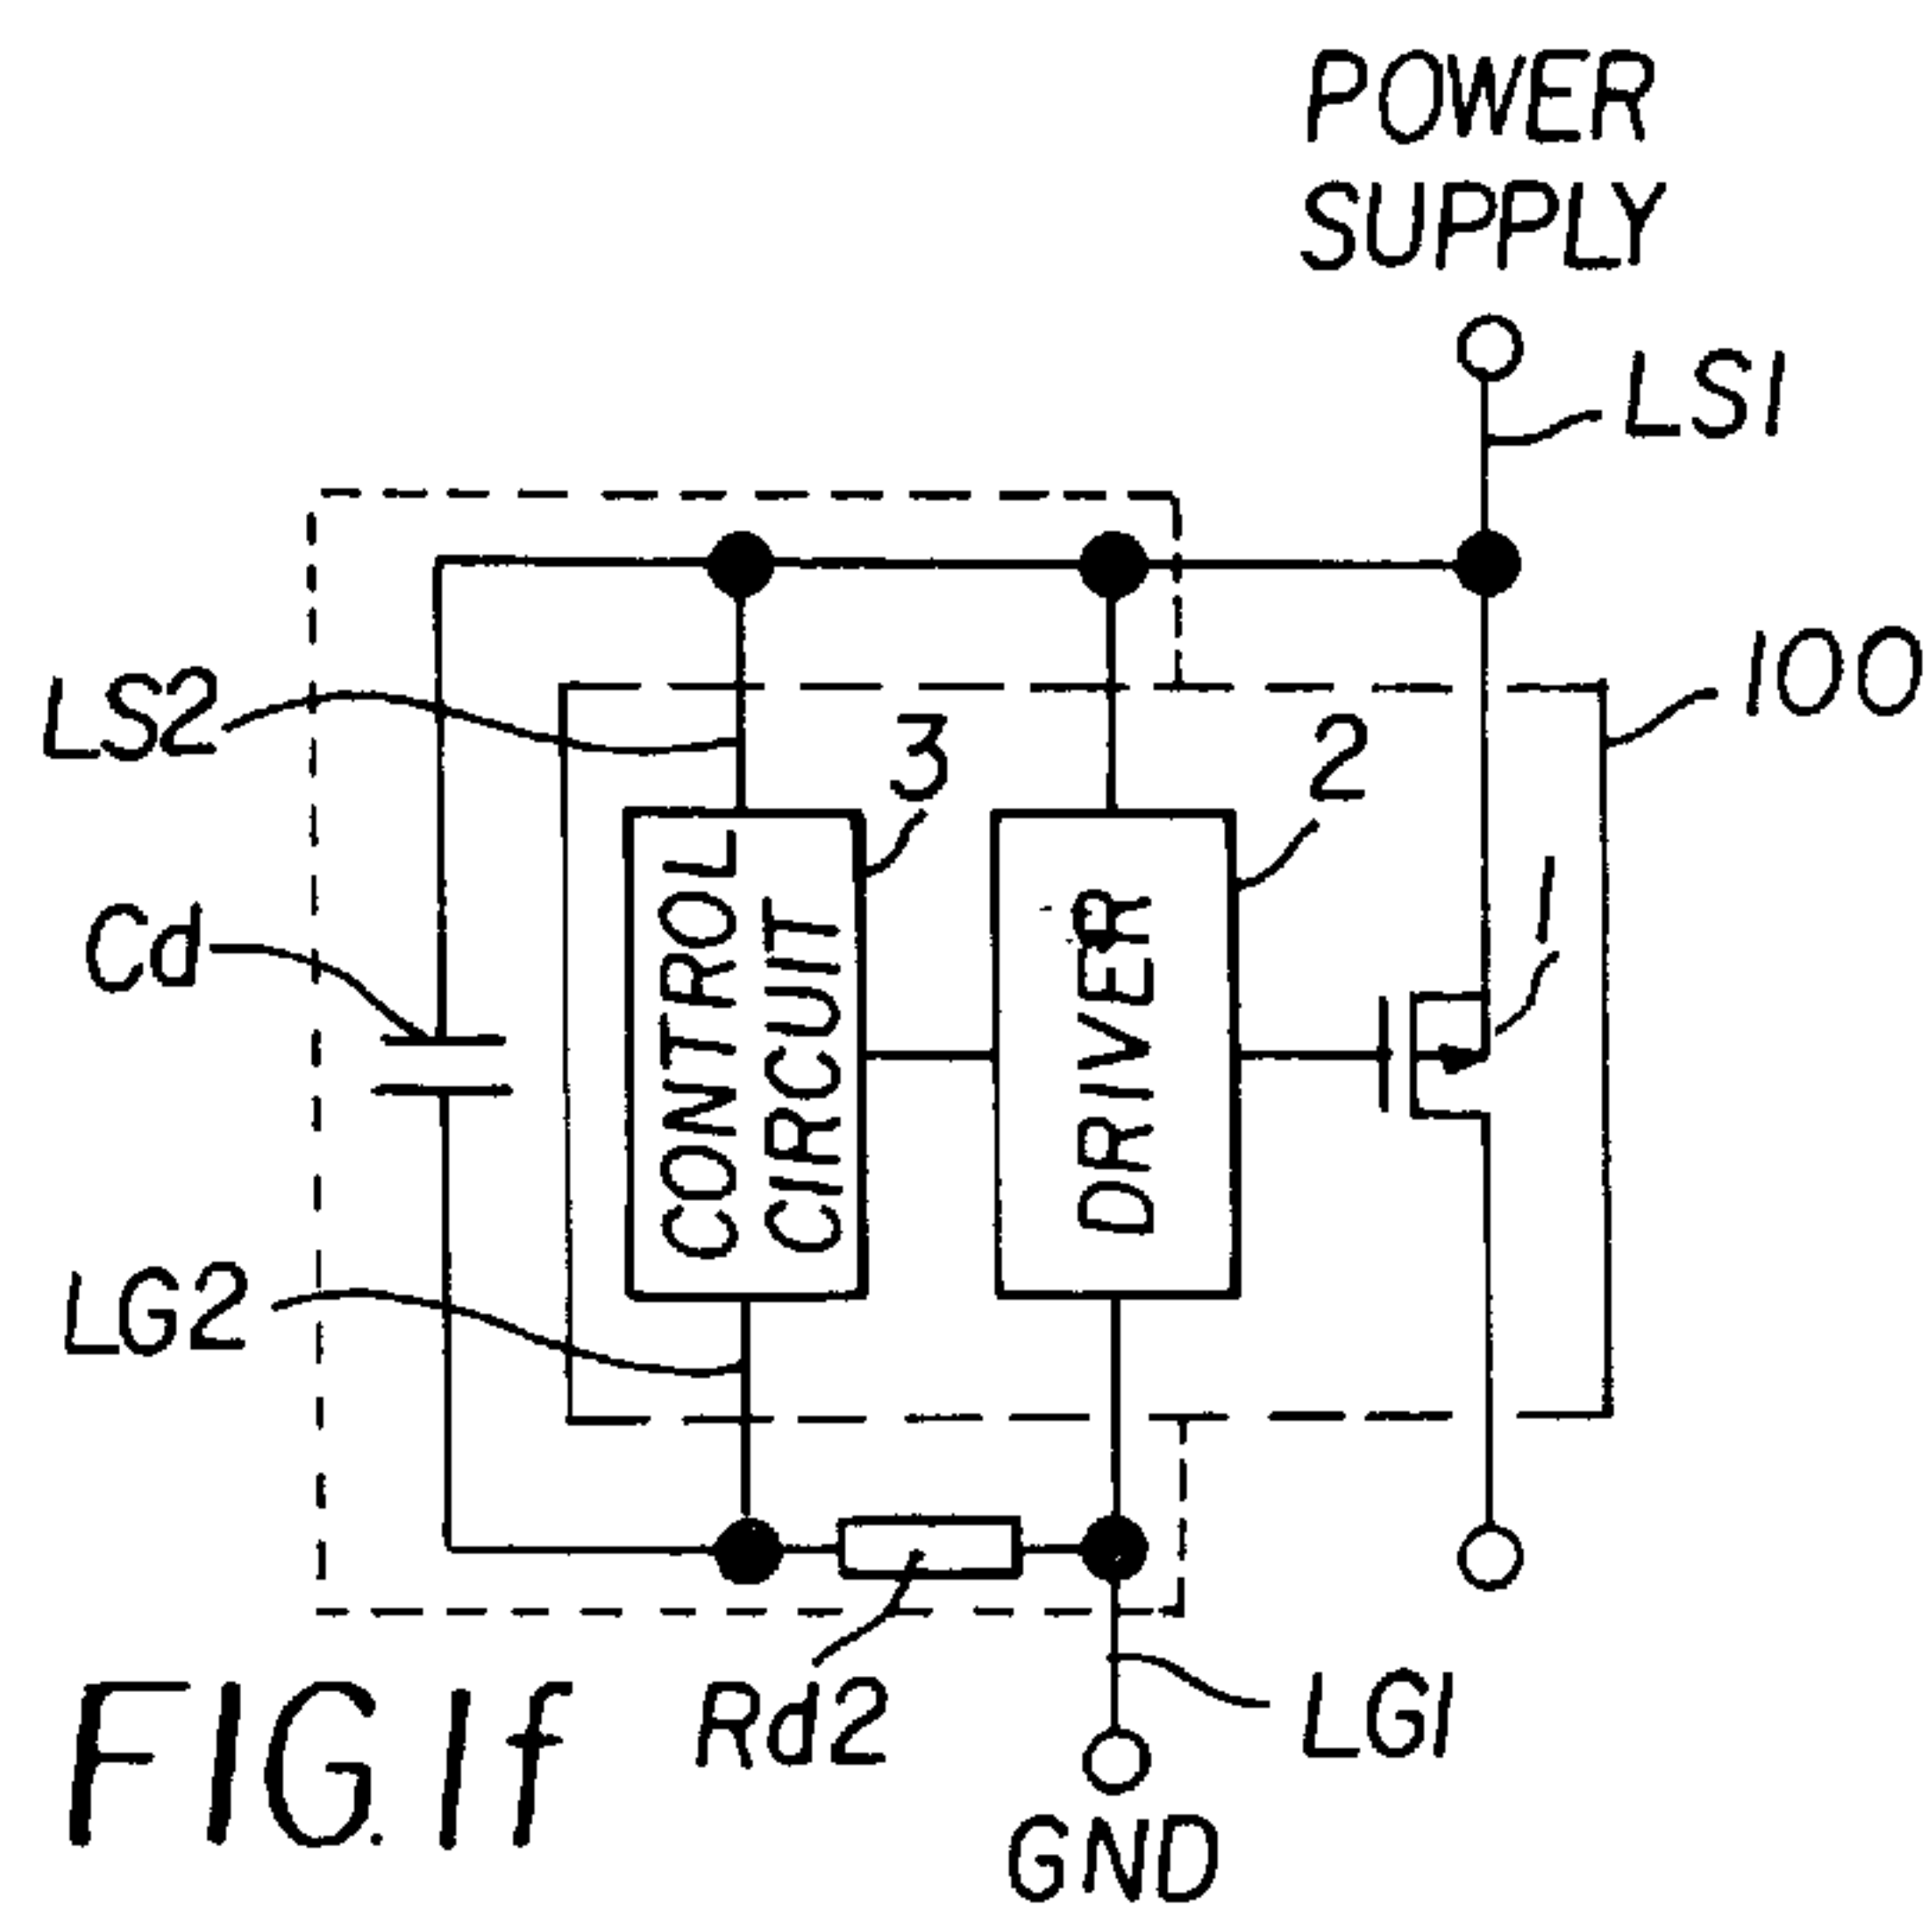 POWER
SUPPLY
LS1
100
LS2
3
2
1
Cd
CONTROL
CIRCUIT
DRIVER
LG2
Rd2
LG1
GND
FIG. 1f